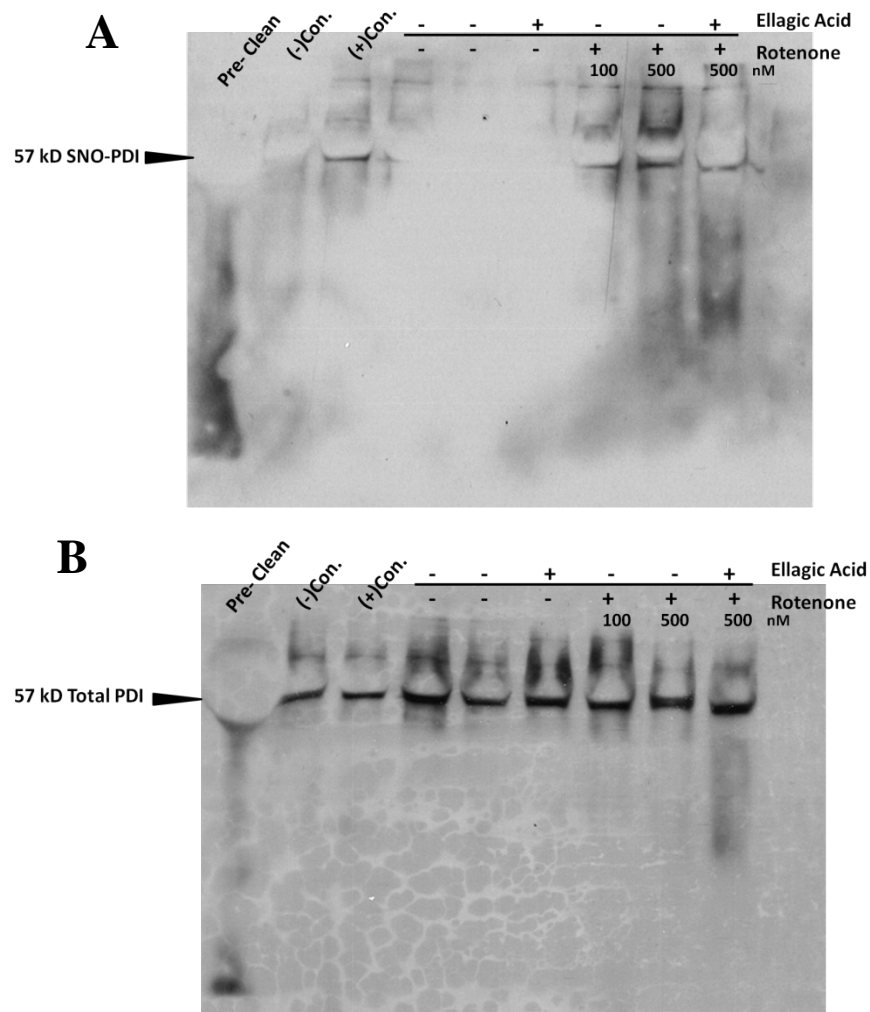 A
Pre- Clean
(-)Con.
(+)Con.
- - + - - + Ellagic Acid
- - - + + + Rotenone
100 500 500 nM
57 kD SNO-PDI
B
Pre- Clean
(-)Con.
(+)Con.
- - + - - + Ellagic Acid
- - - + + + Rotenone
100 500 500 nM
57 kD Total PDI